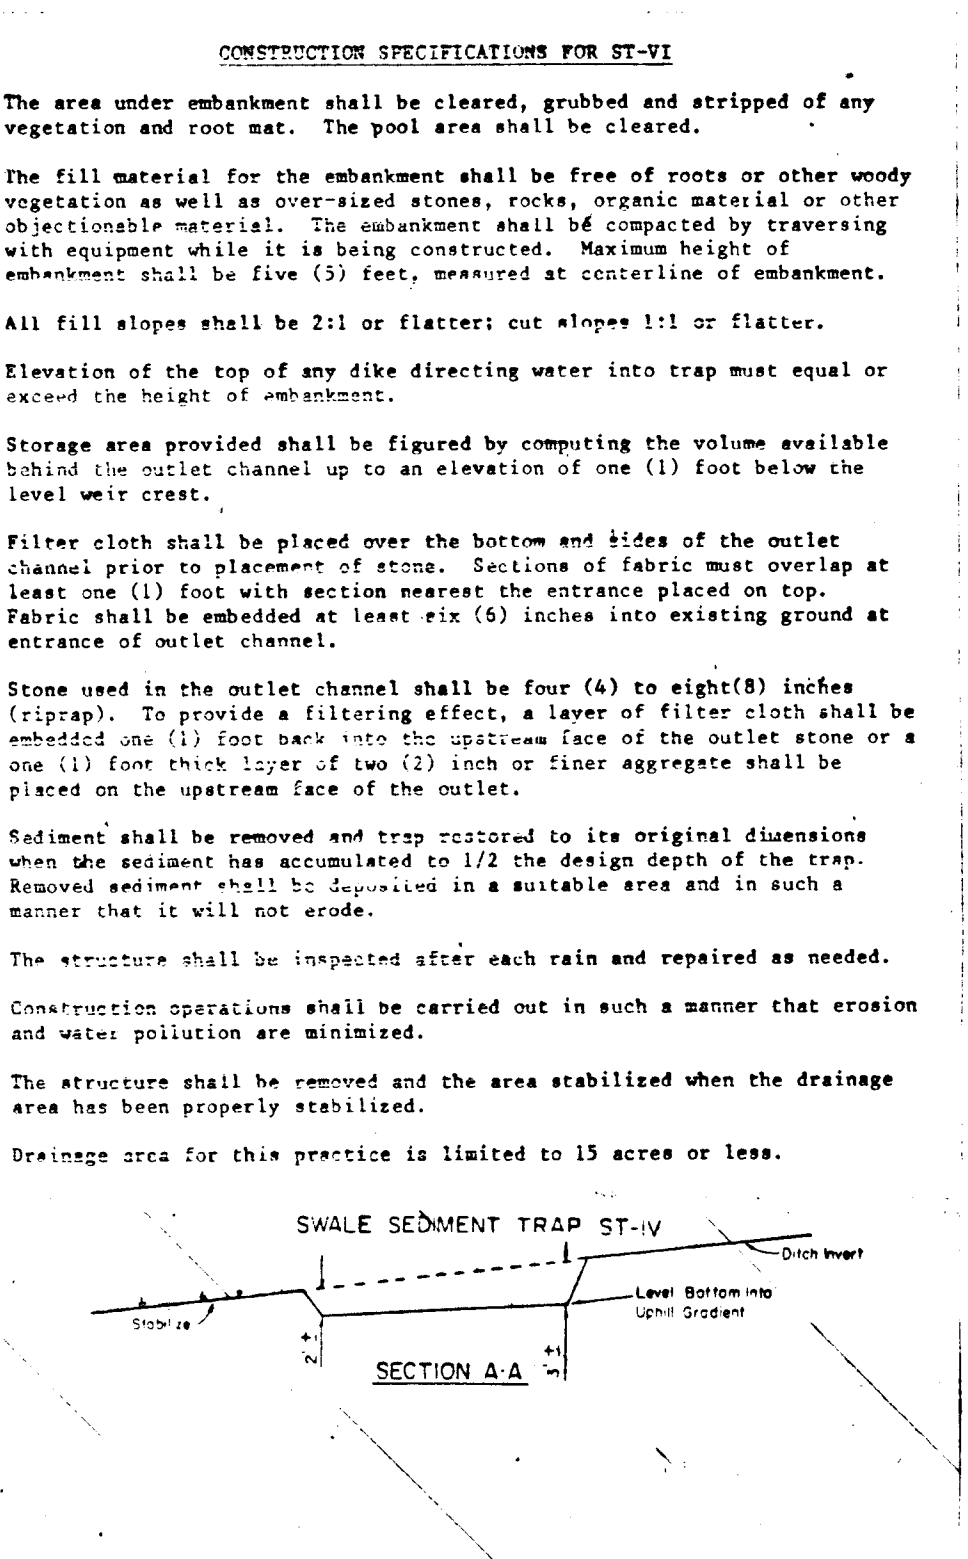 CONSTRUCTION SPECIFICATIONS FOR ST-VI
The area under embankment shall be cleared, grubbed and stripped of any
vegetation and root mat. The pool area shall be cleared.
The fill material for the embankment shall be free of roots or other woody
vegetation as well as over-sized stones, rocks, organic material or other
objectionable material. The embankment shall be compacted by traversing
with equipment while it is being constructed. Maximum height of
embankment shall be five (5) feet, measured at centerline of embankment.
All fill slopes shall be 2:1 or flatter; cut slopes 1:1 or flatter.
Elevation of the top of any dike directing water into trap must equal or
exceed the height of embankment.
Storage area provided shall be figured by computing the volume available
behind the outlet channel up to an elevation of one (1) foot below the
level weir crest.
Filter cloth shall be placed over the bottom and sides of the outlet
channel prior to placement of stone. Sections of fabric must overlap at
least one (1) foot with section nearest the entrance placed on top.
Fabric shall be embedded at least six (6) inches into existing ground at
entrance of outlet channel.
Stone used in the outlet channel shall be four (4) to eight(8) inches
(riprap). To provide a filtering effect, a layer of filter cloth shall be
embedded one (1) foot back into the upstream face of the outlet stone or a
one (1) foot thick layer of two (2) inch or finer aggregate shall be
placed on the upstream face of the outlet.
Sediment shall be removed and trap restored to its original dimensions
when the sediment has accumulated to 1/2 the design depth of the trap.
Removed sediment shall be deposited in a suitable area and in such a
manner that it will not erode.
The structure shall be inspected after each rain and repaired as needed.
Construction operations shall be carried out in such a manner that erosion
and water pollution are minimized.
The structure shall be removed and the area stabilized when the drainage
area has been properly stabilized.
Drainage area for this practice is limited to 15 acres or less.
SWALE SEDIMENT TRAP ST-IV
Ditch Invert
Level Bottom Into
Uphill Gradient
Stabilize
2' ±
3' ±
SECTION A-A